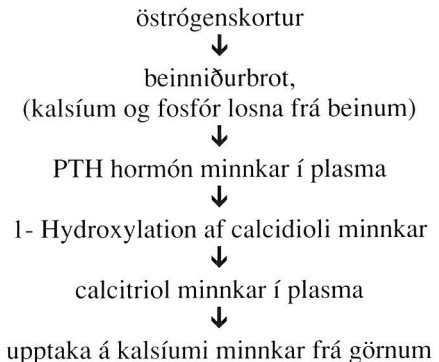 östrógenskortur
beinniðurbrot,
(kalsíum og fosfór losna frá beinum)
PTH hormón minnkar í plasma
1- Hydroxylation af calcidioli minnkar
calcitriol minnkar í plasma
upptaka á kalsíumi minnkar frá görnum